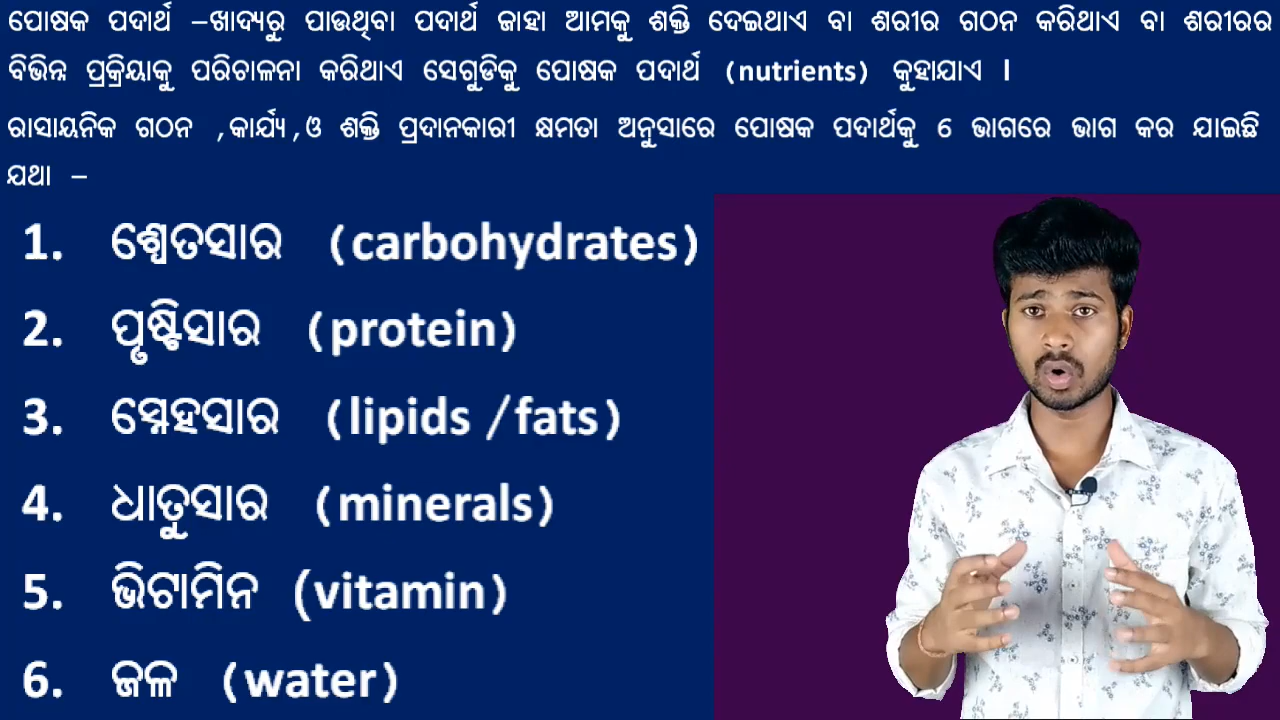 ପୋଷକ ପଦାର୍ଥ –ଖାଦ୍ୟରୁ ପାଉଥିବା ପଦାର୍ଥ ଜାହା ଆମକୁ ଶକ୍ତି ଦେଇଥାଏ ବା ଶରୀର ଗଠନ କରିଥାଏ ବା ଶରୀରର
ବିଭିନ୍ନ ପ୍ରକ୍ରିୟାକୁ ପରିଚାଳନା କରିଥାଏ ସେଗୁଡିକୁ ପୋଷକ ପଦାର୍ଥ (nutrients) କୁହାଯାଏ l
ରାସାୟନିକ ଗଠନ ,କାର୍ଯ୍ୟ,ଓ ଶକ୍ତି ପ୍ରଦାନକାରୀ କ୍ଷମତା ଅନୁସାରେ ପୋଷକ ପଦାର୍ଥକୁ 6 ଭାଗରେ ଭାଗ କର ଯାଇଛି
ଯଥା –
1. ଶ୍ଵେତସାର (carbohydrates)
2. ପୃଷ୍ଟିସାର (protein)
3. ସ୍ନେହସାର (lipids /fats)
4. ଧାତୁସାର (minerals)
5. ଭିଟାମିନ (vitamin)
6. ଜଳ (water)